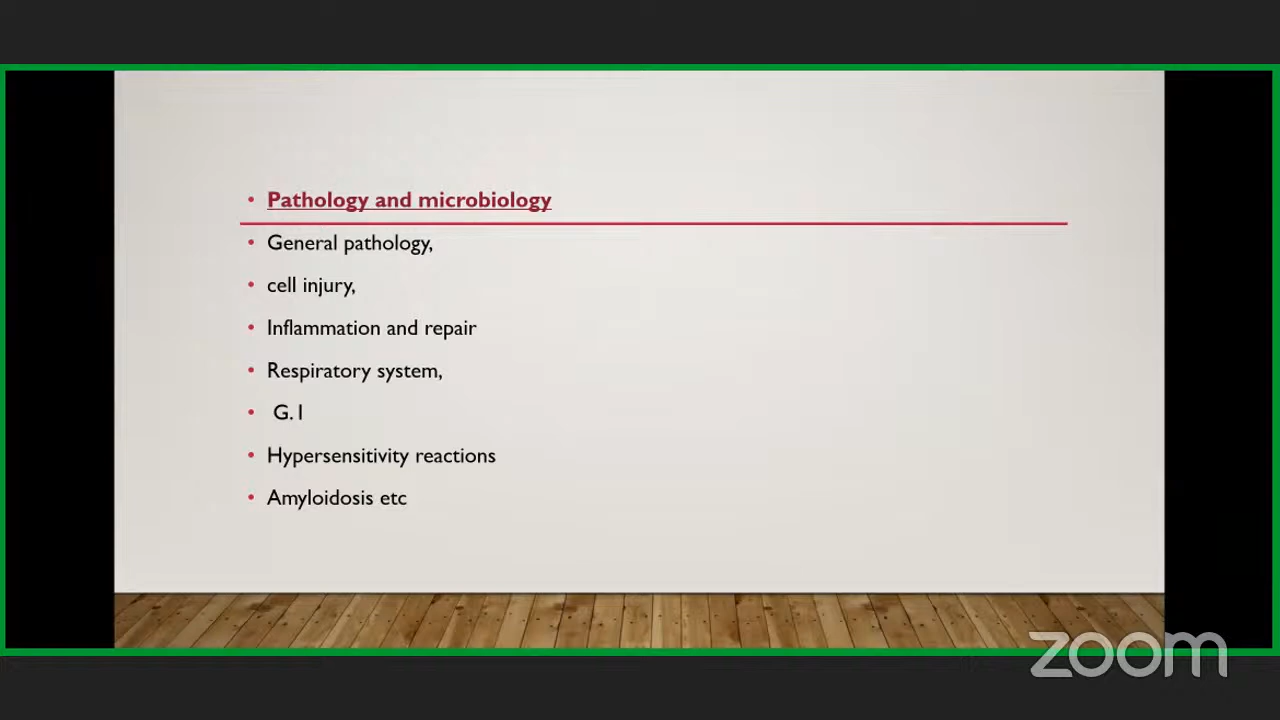 • Pathology and microbiology
• General pathology,
• cell injury,
• Inflammation and repair
• Respiratory system,
• G. I
• Hypersensitivity reactions
• Amyloidosis etc
zoom